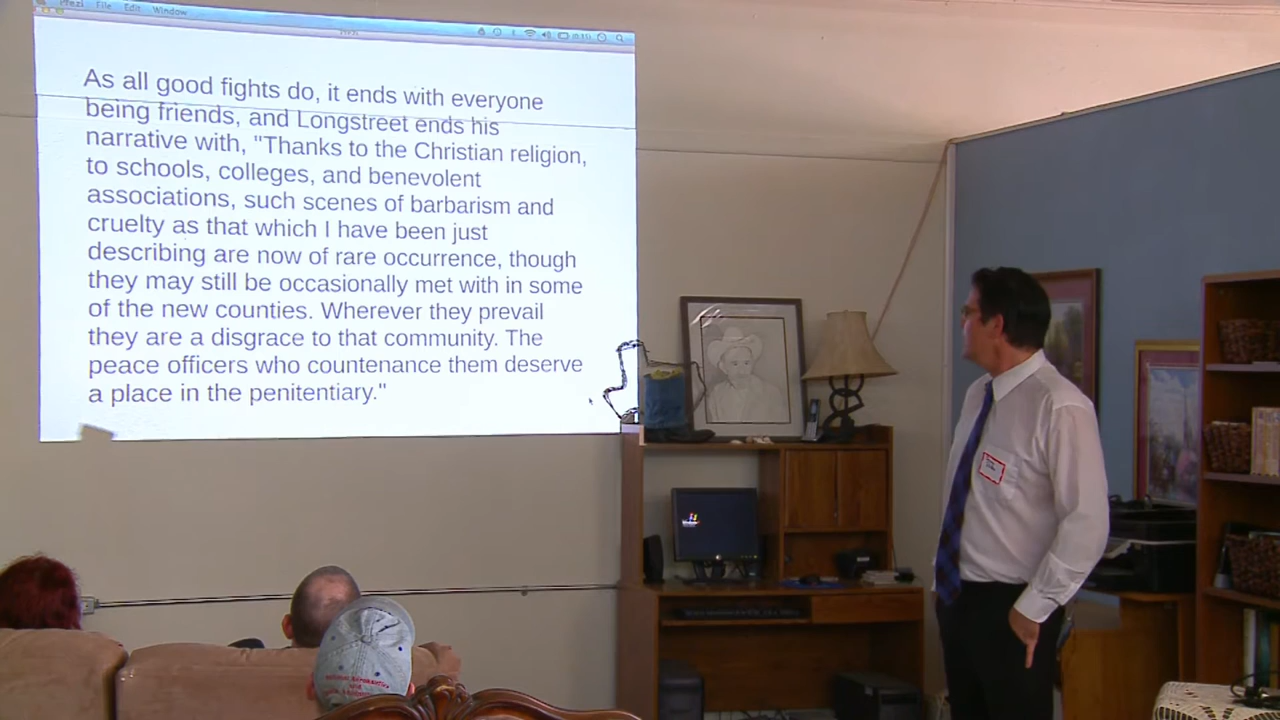 Prezi File Edit Window
As all good fights do, it ends with everyone
being friends, and Longstreet ends his
narrative with, "Thanks to the Christian religion,
to schools, colleges, and benevolent
associations, such scenes of barbarism and
cruelty as that which I have been just
describing are now of rare occurrence, though
they may still be occasionally met with in some
of the new counties. Wherever they prevail
they are a disgrace to that community. The
peace officers who countenance them deserve
a place in the penitentiary."